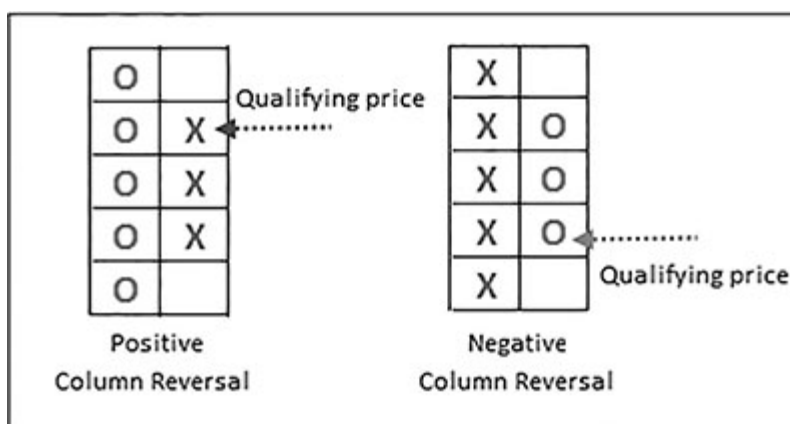 O X
O Qualifying price X O
O X X O
O X X O
O X Qualifying price X
O
Positive Negative
Column Reversal Column Reversal